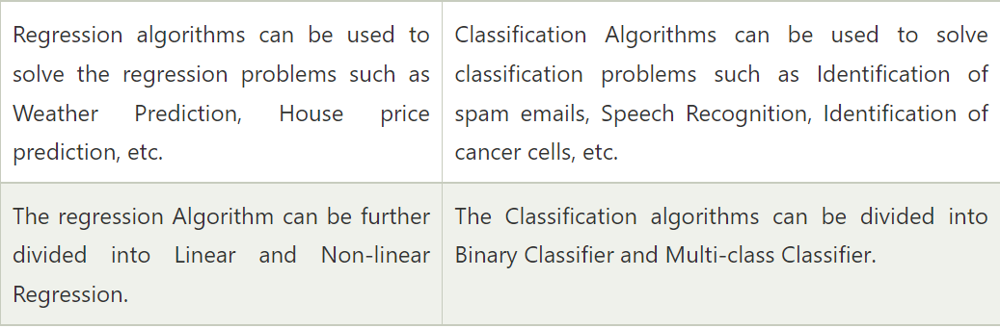 Regression algorithms can be used to
solve the regression problems such as
Weather Prediction, House price
prediction, etc.
Classification Algorithms can be used to solve
classification problems such as Identification of
spam emails, Speech Recognition, Identification of
cancer cells, etc.
The regression Algorithm can be further
divided into Linear and Non-linear
Regression.
The Classification algorithms can be divided into
Binary Classifier and Multi-class Classifier.